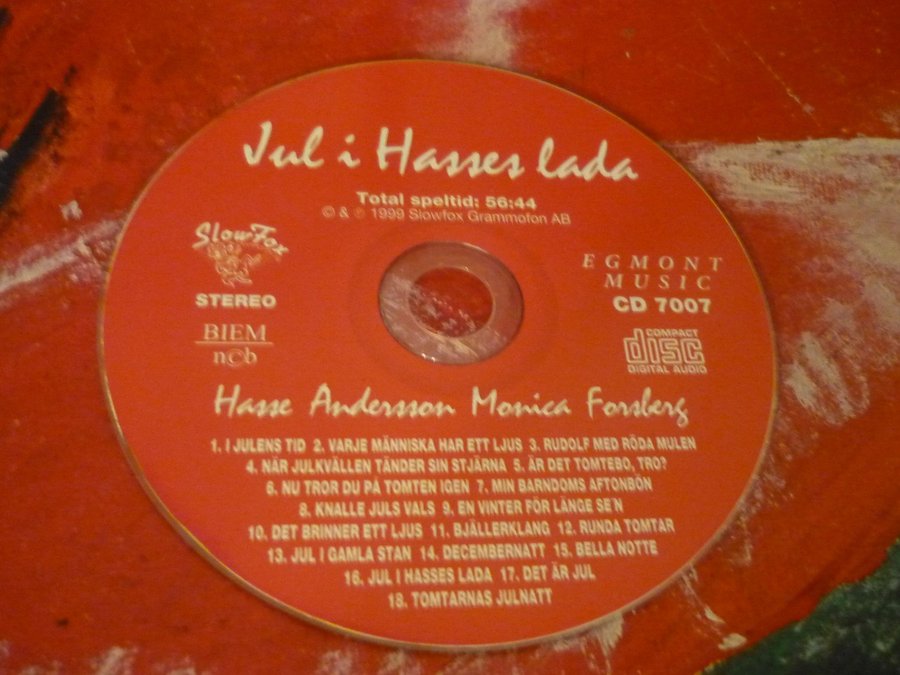 Jul i Hasses lada
Total speltid: 56:44
© & ℗ 1999 Slowfox Grammofon AB
SlowFox
STEREO
BIEM
n©b
EGMONT
MUSIC
CD 7007
COMPACT
disc
DIGITAL AUDIO
Hasse Andersson Monica Forsberg
1. I JULENS TID 2. VARJE MÄNNISKA HAR ETT LJUS 3. RUDOLF MED RÖDA MULEN
4. NÄR JULKVÄLLEN TÄNDER SIN STJÄRNA 5. ÄR DET TOMTEBO, TRO?
6. NU TROR DU PÅ TOMTEN IGEN 7. MIN BARNDOMS AFTONBÖN
8. KNALLE JULS VALS 9. EN VINTER FÖR LÄNGE SE'N
10. DET BRINNER ETT LJUS 11. BJÄLLERKLANG 12. RUNDA TOMTAR
13. JUL I GAMLA STAN 14. DECEMBERNATT 15. BELLA NOTTE
16. JUL I HASSES LADA 17. DET ÄR JUL
18. TOMTARNAS JULNATT